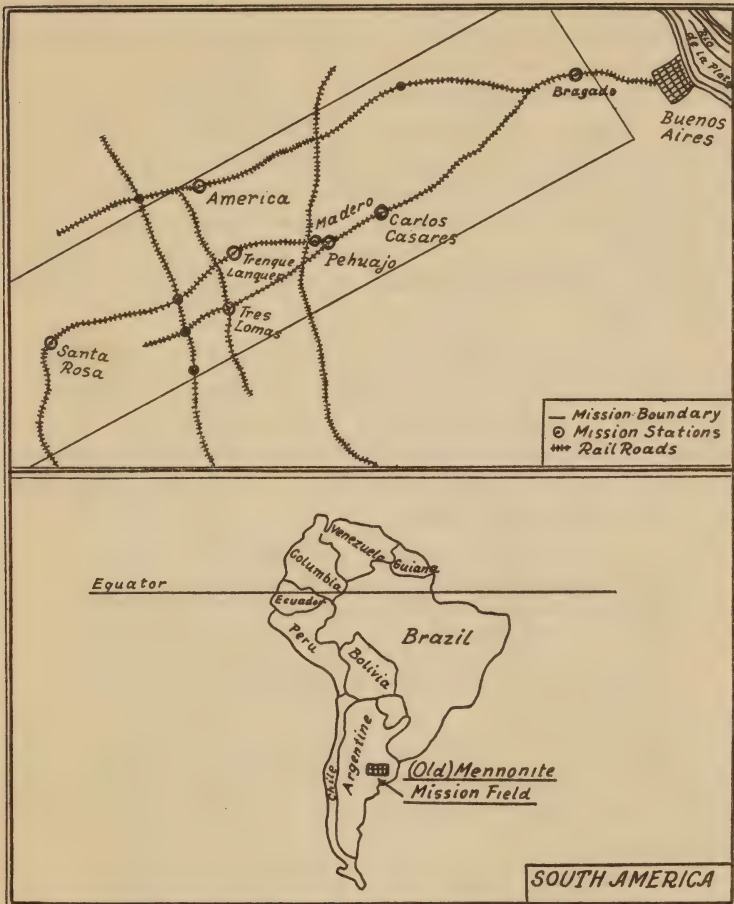 Rio
de la Plata
Buenos
Aires
Bragado
America
Madero
Carlos
Casares
Pehuajo
Trenque
Lanquen
Tres
Lomas
Santa
Rosa
Mission Boundary
Mission Stations
Rail Roads
Equator
Venezuela
Guiana
Columbia
Ecuador
Peru
Brazil
Bolivia
Argentine
Chile
(Old) Mennonite
Mission Field
SOUTH AMERICA